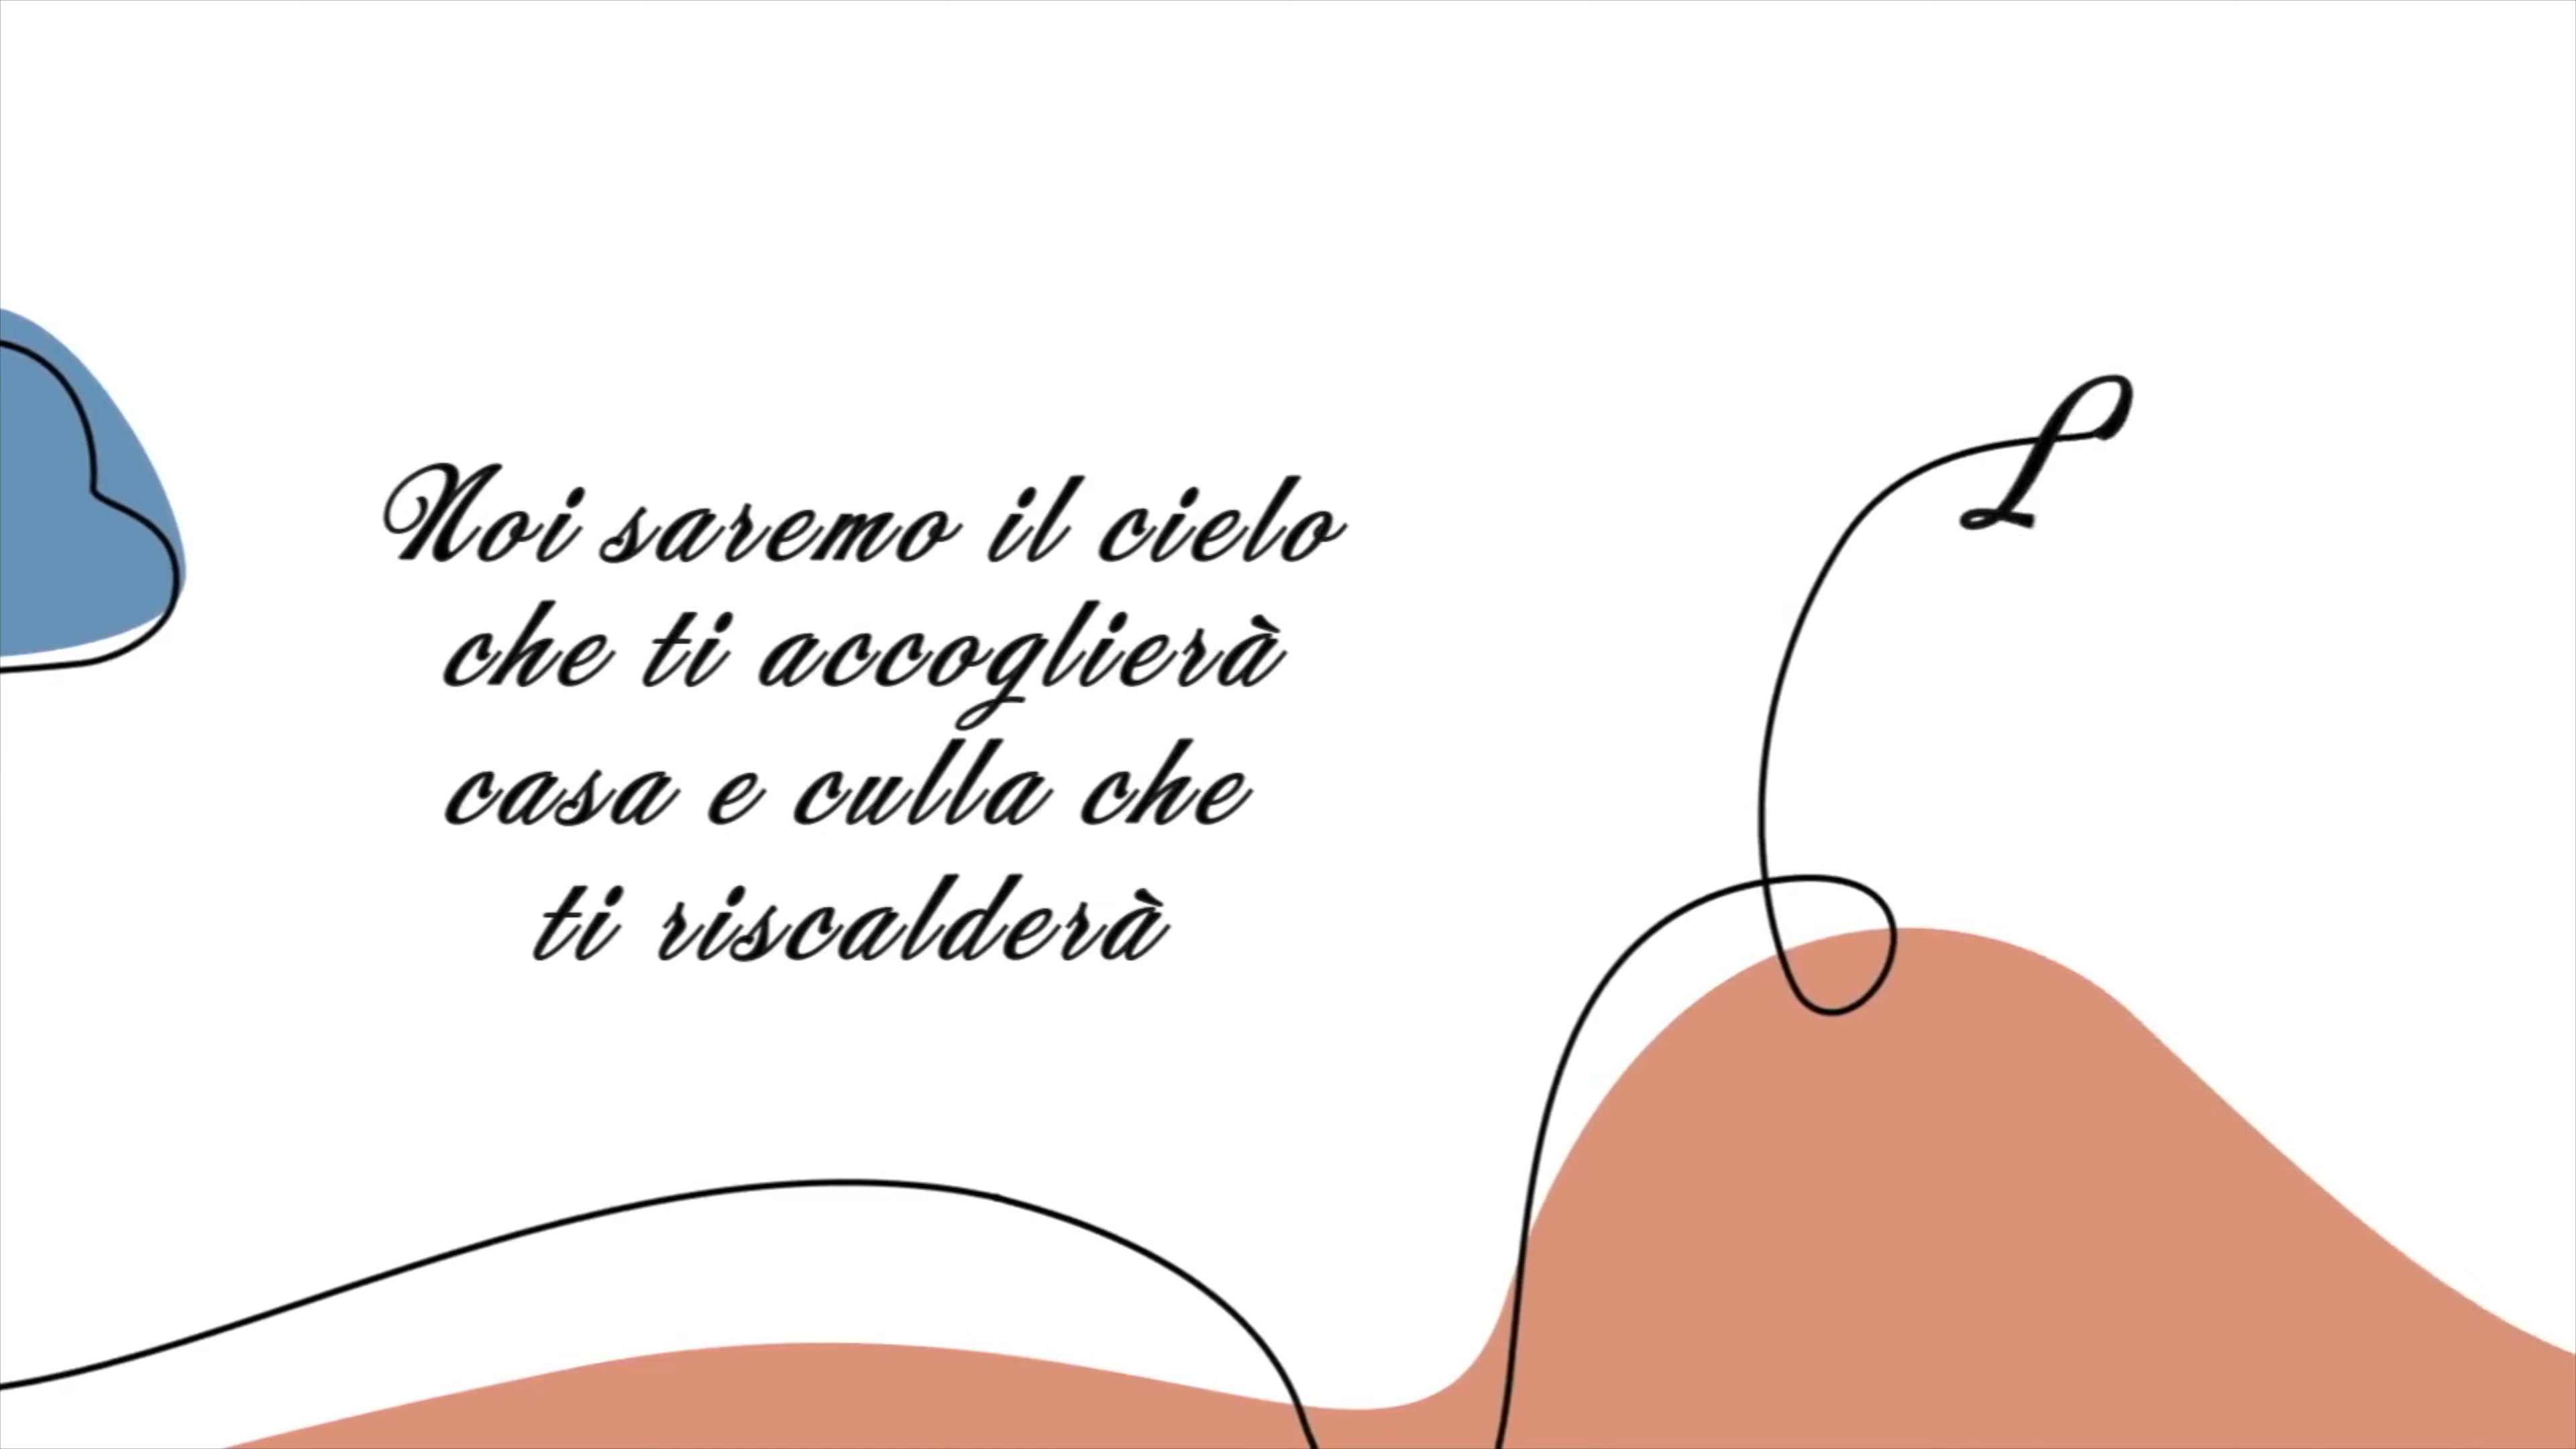 Noi saremo il cielo
che ti accoglierà
casa e culla che
ti riscalderà
L